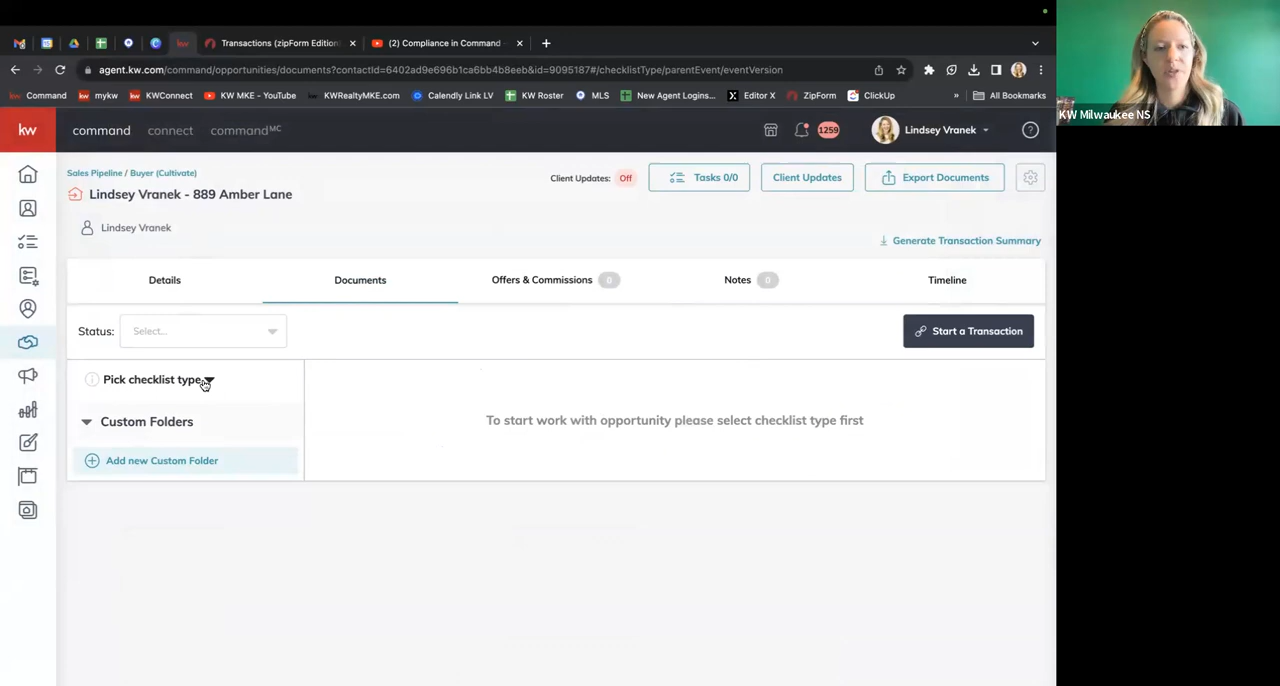 Transactions (zipForm Edition)
(2) Compliance in Command -
agent.kw.com/command/opportunities/documents?contactId=6402ad9e696b1ca6bb4b8eeb&id=9095187#/checklistType/parentEvent/eventVersion
Command
mykw
KWConnect
KW MKE - YouTube
KWRealtyMKE.com
Calendly Link LV
KW Roster
MLS
New Agent Logins...
Editor X
ZipForm
ClickUp
»
All Bookmarks
KW Milwaukee NS
kw
command
connect
commandMC
1259
Lindsey Vranek
Sales Pipeline / Buyer (Cultivate)
Lindsey Vranek - 889 Amber Lane
Client Updates: Off
Tasks 0/0
Client Updates
Export Documents
Lindsey Vranek
Generate Transaction Summary
Details
Documents
Offers & Commissions 0
Notes 0
Timeline
Status: Select...
Start a Transaction
Pick checklist type
Custom Folders
Add new Custom Folder
To start work with opportunity please select checklist type first